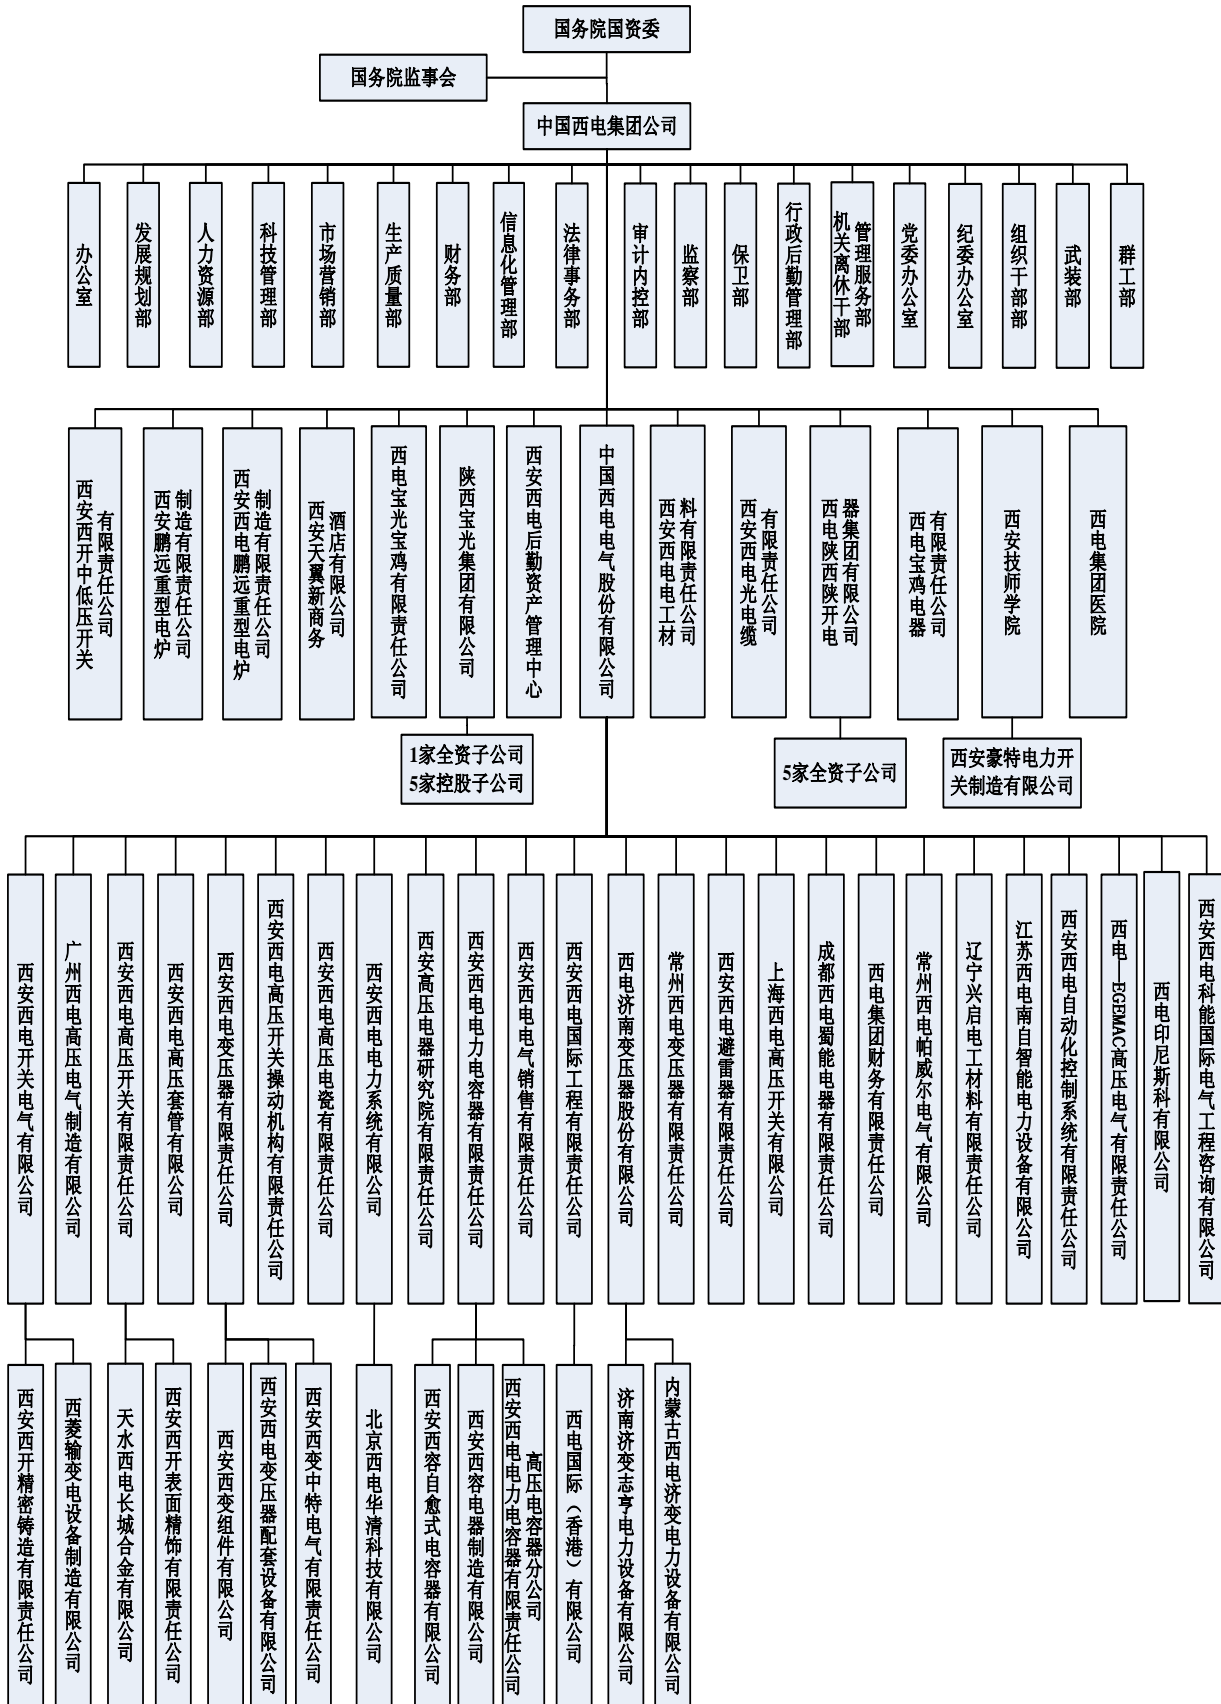 国务院国资委
国务院监事会
中国西电集团公司
办公室
发展规划部
人力资源部
科技管理部
市场营销部
生产质量部
财务部
信息化管理部
法律事务部
审计内控部
监察部
保卫部
行政后勤管理部
机关离休干部
管理服务部
党委办公室
纪委办公室
组织干部部
武装部
群工部
西安西开中低压开关
有限责任公司
西安鹏远重型电炉
制造有限责任公司
西安西电鹏远重型电炉
制造有限责任公司
西安天翼新商务
酒店有限公司
西电宝光宝鸡有限责任公司
陕西宝光集团有限公司
西安西电后勤资产管理中心
中国西电电气股份有限公司
西安西电电工材
料有限责任公司
西安西电光电缆
有限责任公司
西电陕西陕开电
器集团有限公司
西电宝鸡电器
有限责任公司
西安技师学院
西电集团医院
1家全资子公司
5家控股子公司
5家全资子公司
西安豪特电力开
关制造有限公司
西安西电开关电气有限公司
广州西电高压电气制造有限公司
西安西电高压开关有限责任公司
西安西电高压套管有限公司
西安西电变压器有限责任公司
西安西电高压开关操动机构有限责任公司
西安西电高压电瓷有限责任公司
西安西电电力系统有限公司
西安高压电器研究院有限责任公司
西安西电电力电容器有限责任公司
西安西电电气销售有限责任公司
西安西电国际工程有限责任公司
西电济南变压器股份有限公司
常州西电变压器有限责任公司
西安西电避雷器有限责任公司
上海西电高压开关有限公司
成都西电蜀能电器有限责任公司
西电集团财务有限责任公司
常州西电帕威尔电气有限公司
辽宁兴启电工材料有限责任公司
江苏西电南自智能电力设备有限公司
西安西电自动化控制系统有限责任公司
西电 EGEMAC高压电气有限责任公司
西电印尼斯科有限公司
西安西电科能国际电气工程咨询有限公司
西安西开精密铸造有限责任公司
西菱输变电设备制造有限公司
天水西电长城合金有限公司
西安西开表面精饰有限责任公司
西安西变组件有限公司
西安西电变压器配套设备有限公司
西安西变中特电气有限责任公司
北京西电华清科技有限公司
西安西容自愈式电容器有限公司
西安西容电器制造有限公司
西安西电电力电容器有限责任公司
高压电容器分公司
西电国际（香港）有限公司
济南济变志亨电力设备有限公司
内蒙古西电济变电力设备有限公司